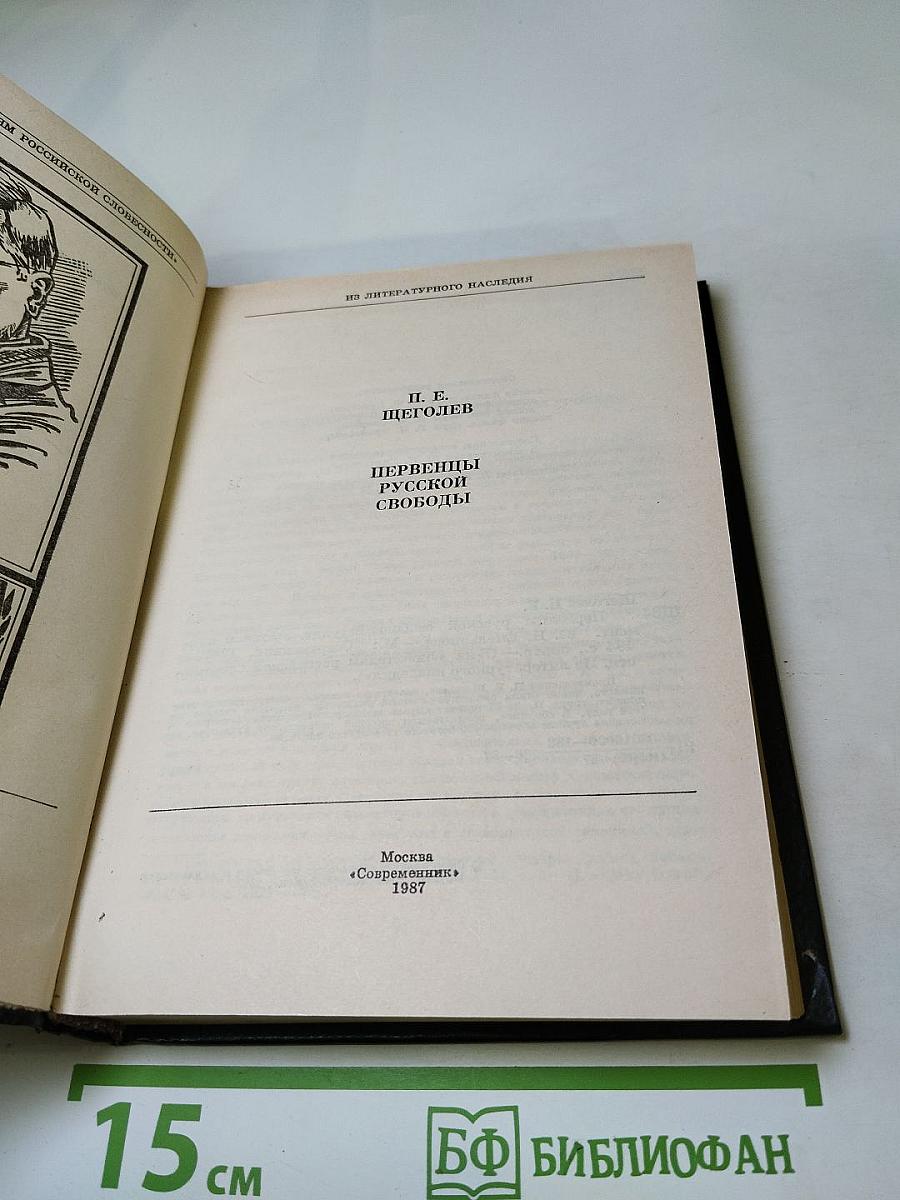 РОССИЙСКОЙ СЛОВЕСНОСТИ»
ИЗ ЛИТЕРАТУРНОГО НАСЛЕДИЯ
П. Е.
ЩЕГОЛЕВ
ПЕРВЕНЦЫ
РУССКОЙ
СВОБОДЫ
Москва
«Современник»
1987
15 см
БФ БИБЛИОФАН